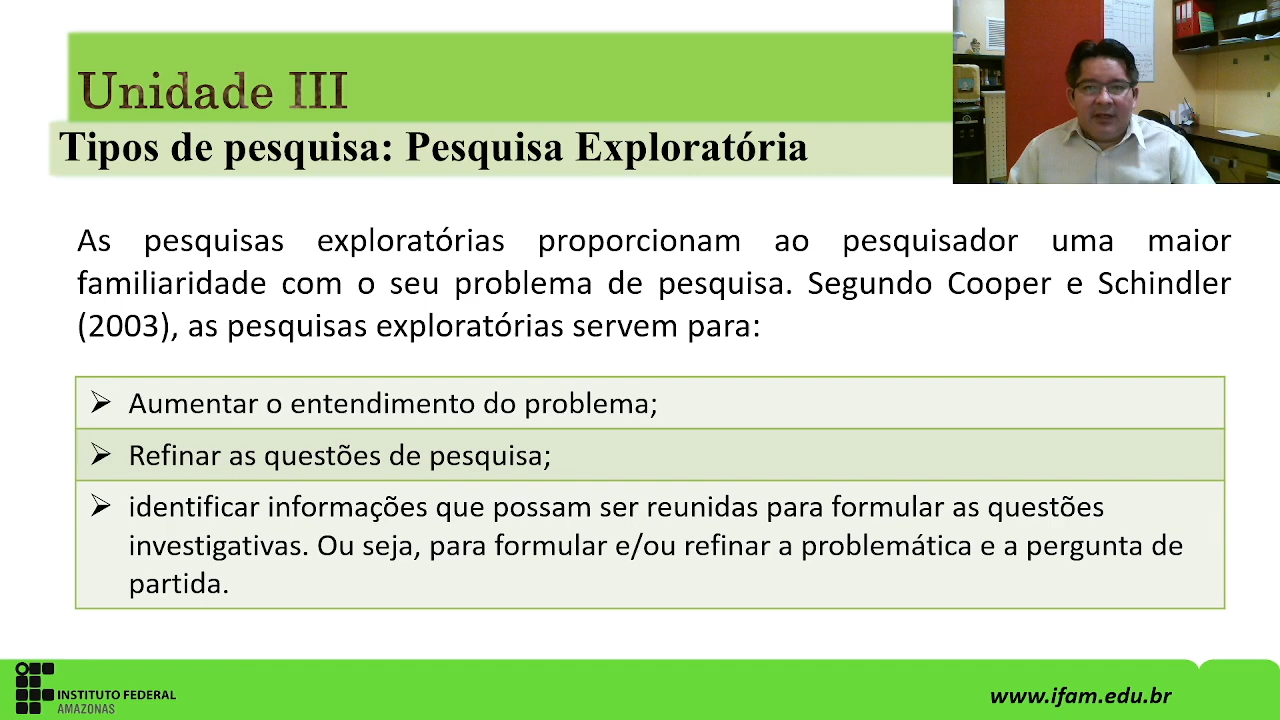 Unidade III
Tipos de pesquisa: Pesquisa Exploratória
As pesquisas exploratórias proporcionam ao pesquisador uma maior
familiaridade com o seu problema de pesquisa. Segundo Cooper e Schindler
(2003), as pesquisas exploratórias servem para:
➢ Aumentar o entendimento do problema;
➢ Refinar as questões de pesquisa;
➢ identificar informações que possam ser reunidas para formular as questões
investigativas. Ou seja, para formular e/ou refinar a problemática e a pergunta de
partida.
INSTITUTO FEDERAL
AMAZONAS
www.ifam.edu.br